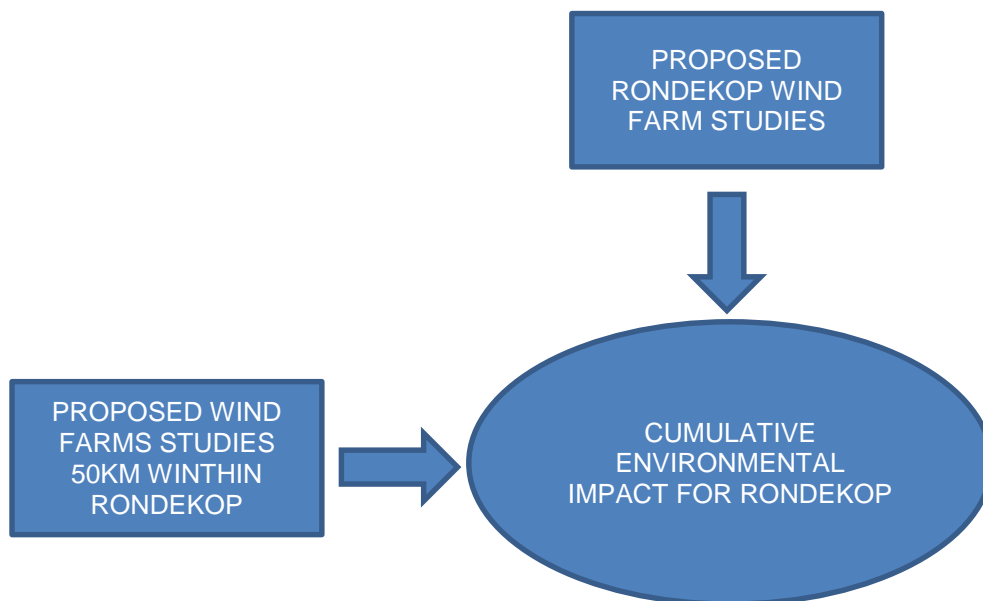 PROPOSED
RONDEKOP WIND
FARM STUDIES
PROPOSED WIND
FARMS STUDIES
50KM WINTHIN
RONDEKOP
CUMULATIVE
ENVIRONMENTAL
IMPACT FOR RONDEKOP